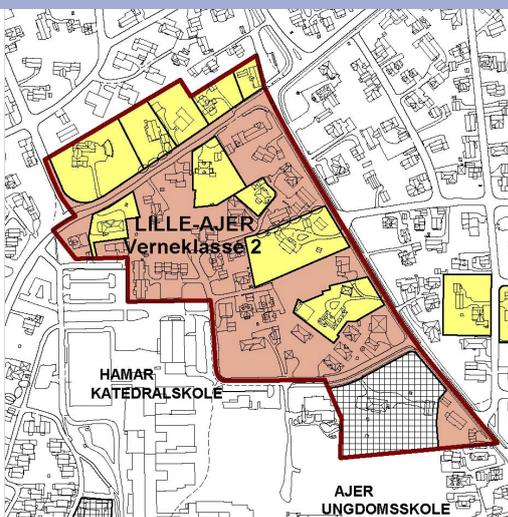 LILLE-AJER
Verneklasse 2
HAMAR
KATEDRALSKOLE
AJER
UNGDOMSSKOLE